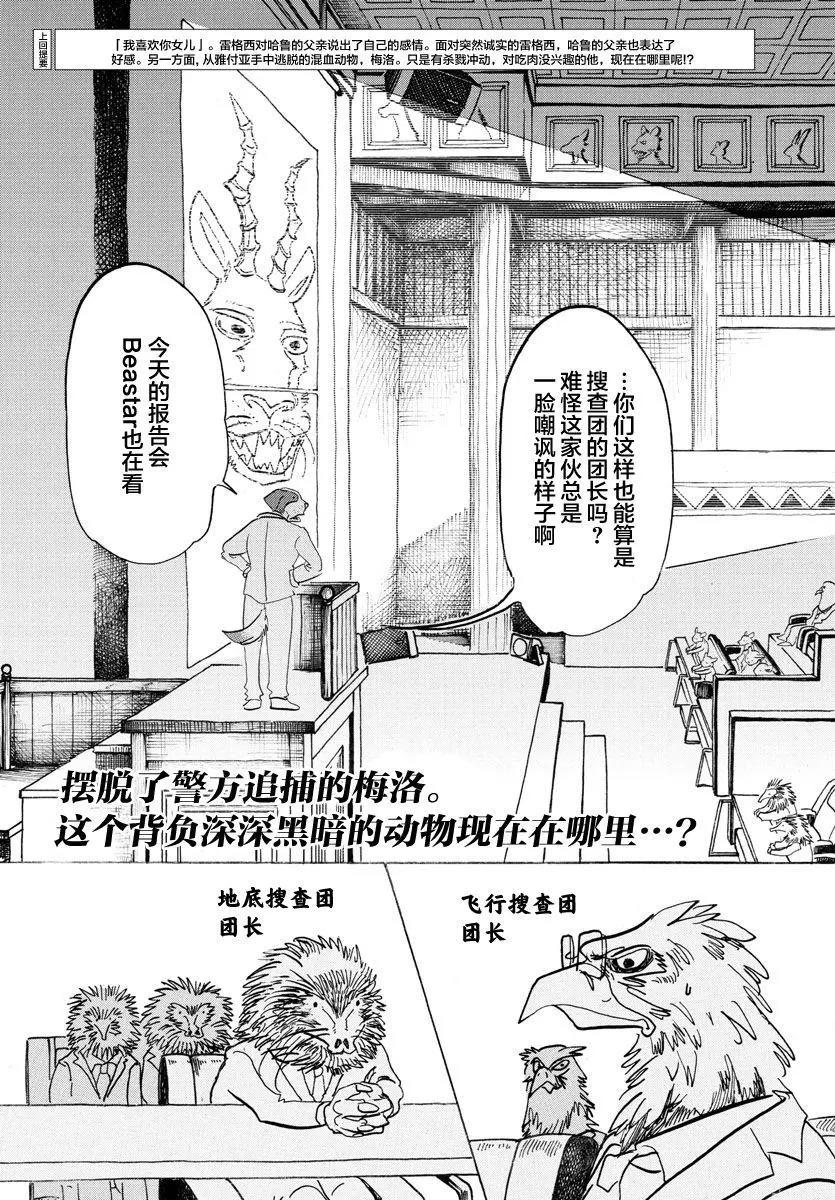 上回提要
「我喜欢你女儿」。雷格西对哈鲁的父亲说出了自己的感情。面对突然诚实的雷格西，哈鲁的父亲也表达了
好感。另一方面，从雅付亚手中逃脱的混血动物，梅洛。只是有杀戮冲动，对吃肉没兴趣的他，现在在哪里呢!?
…你们这样也能算是
搜查团的团长吗？
难怪这家伙总是
一脸嘲讽的样子啊
今天的报告会
Beastar也在看
摆脱了警方追捕的梅洛。
这个背负深深黑暗的动物现在在哪里…?
飞行搜查团
团长
地底搜查团
团长